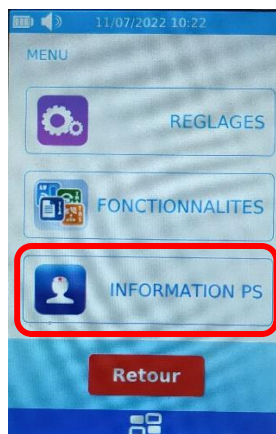 11/07/2022 10:22
MENU
REGLAGES
FONCTIONNALITES
INFORMATION PS
Retour